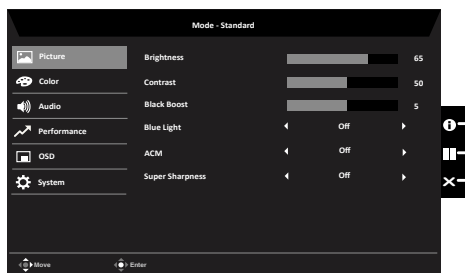 Mode - Standard
Picture
Brightness 65
Color
Contrast 50
Audio
Black Boost 5
Performance
Blue Light Off
OSD
ACM Off
System
Super Sharpness Off
Move Enter